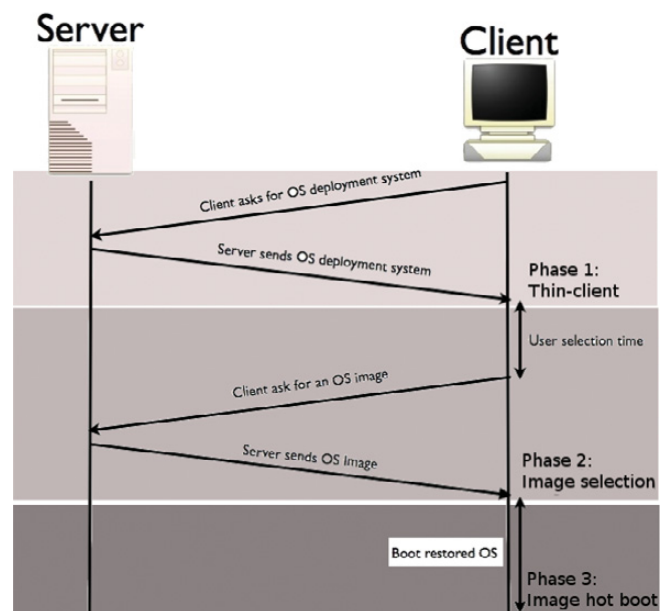 Server
Client
Client asks for OS deployment system
Server sends OS deployment system
Phase 1:
Thin-client
User selection time
Client ask for an OS image
Server sends OS image
Phase 2:
Image selection
Boot restored OS
Phase 3:
Image hot boot